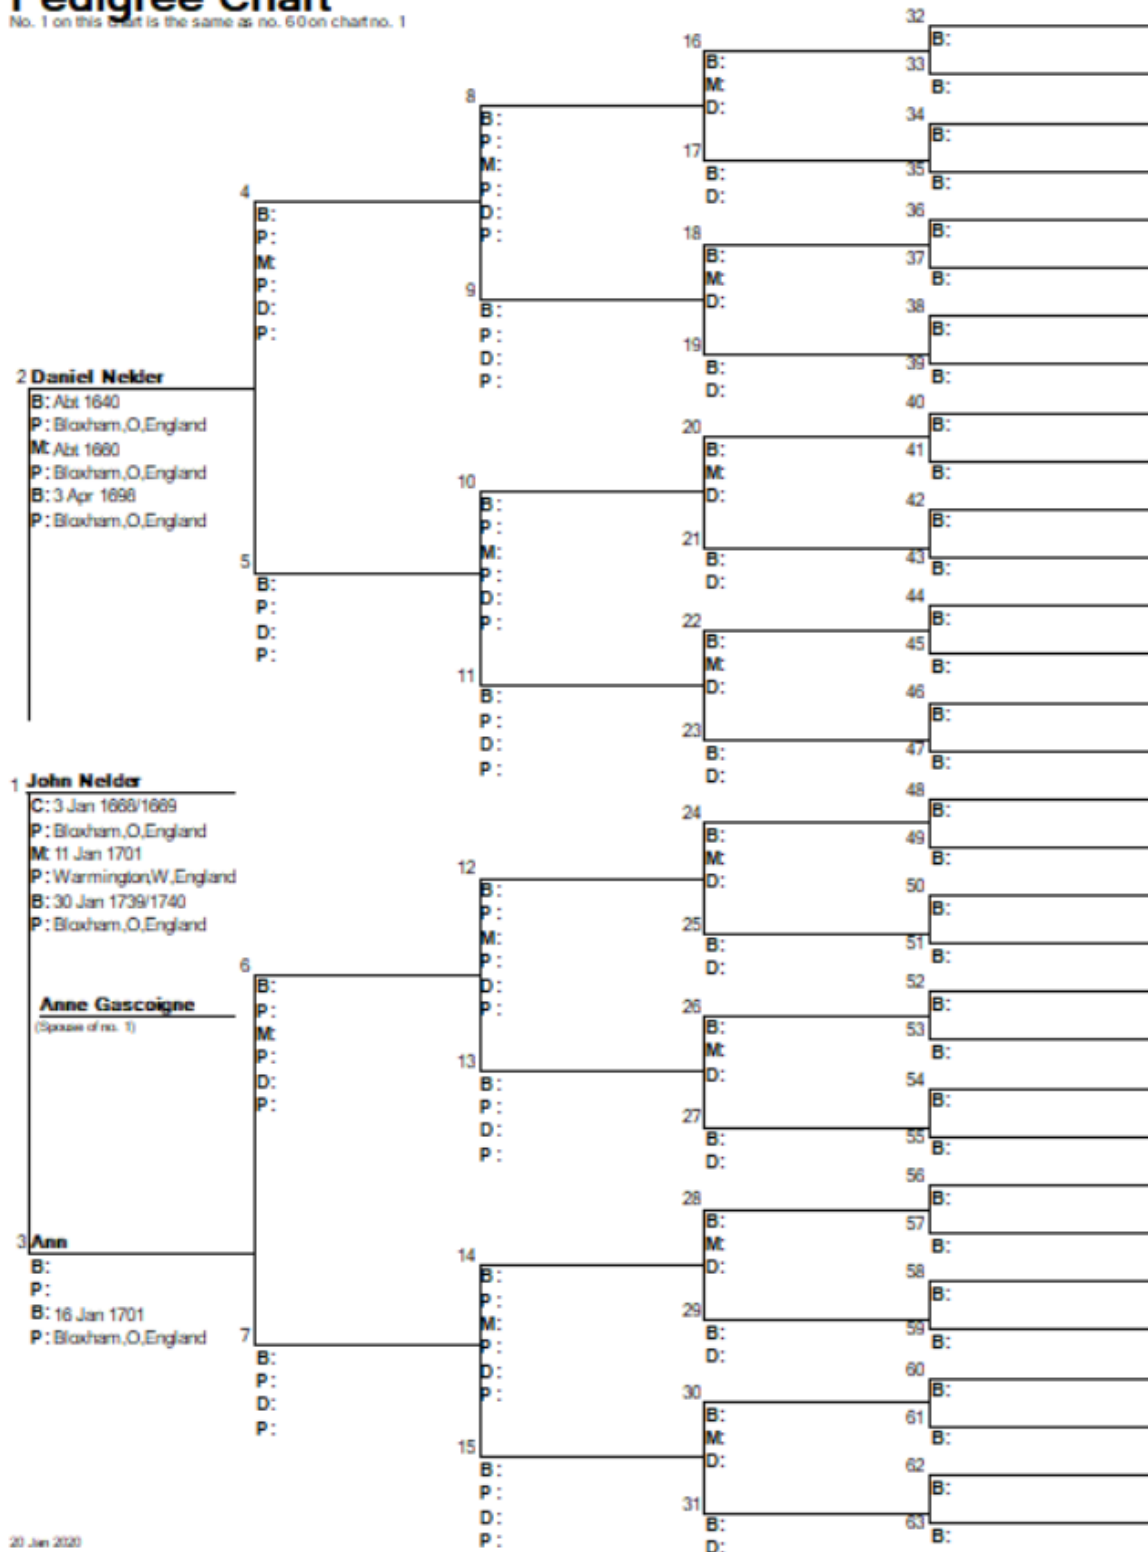 Pedigree Chart
No. 1 on this chart is the same as no. 60 on chart no. 1
2 Daniel Nelder
B: Abt 1640
P: Bloxham,O,England
M: Abt 1660
P: Bloxham,O,England
B: 3 Apr 1698
P: Bloxham,O,England
1 John Nelder
C: 3 Jan 1668/1669
P: Bloxham,O,England
M: 11 Jan 1701
P: Warmington,W,England
B: 30 Jan 1739/1740
P: Bloxham,O,England
Anne Gascoigne
(Spouse of no. 1)
3 Ann
B:
P:
B: 16 Jan 1701
P: Bloxham,O,England
4
B:
P:
M:
P:
D:
P:
5
B:
P:
D:
P:
6
B:
P:
M:
P:
D:
P:
7
B:
P:
D:
P:
8
B:
P:
M:
P:
D:
P:
9
B:
P:
D:
P:
10
B:
P:
M:
P:
D:
P:
11
B:
P:
D:
P:
12
B:
P:
M:
P:
D:
P:
13
B:
P:
D:
P:
14
B:
P:
M:
P:
D:
P:
15
B:
P:
D:
P:
16
B:
M:
D:
17
B:
D:
18
B:
M:
D:
19
B:
D:
20
B:
M:
D:
21
B:
D:
22
B:
M:
D:
23
B:
D:
24
B:
M:
D:
25
B:
D:
26
B:
M:
D:
27
B:
D:
28
B:
M:
D:
29
B:
D:
30
B:
M:
D:
31
B:
D:
32
B:
33
B:
34
B:
35
B:
36
B:
37
B:
38
B:
39
B:
40
B:
41
B:
42
B:
43
B:
44
B:
45
B:
46
B:
47
B:
48
B:
49
B:
50
B:
51
B:
52
B:
53
B:
54
B:
55
B:
56
B:
57
B:
58
B:
59
B:
60
B:
61
B:
62
B:
63
B:
20 Jan 2020